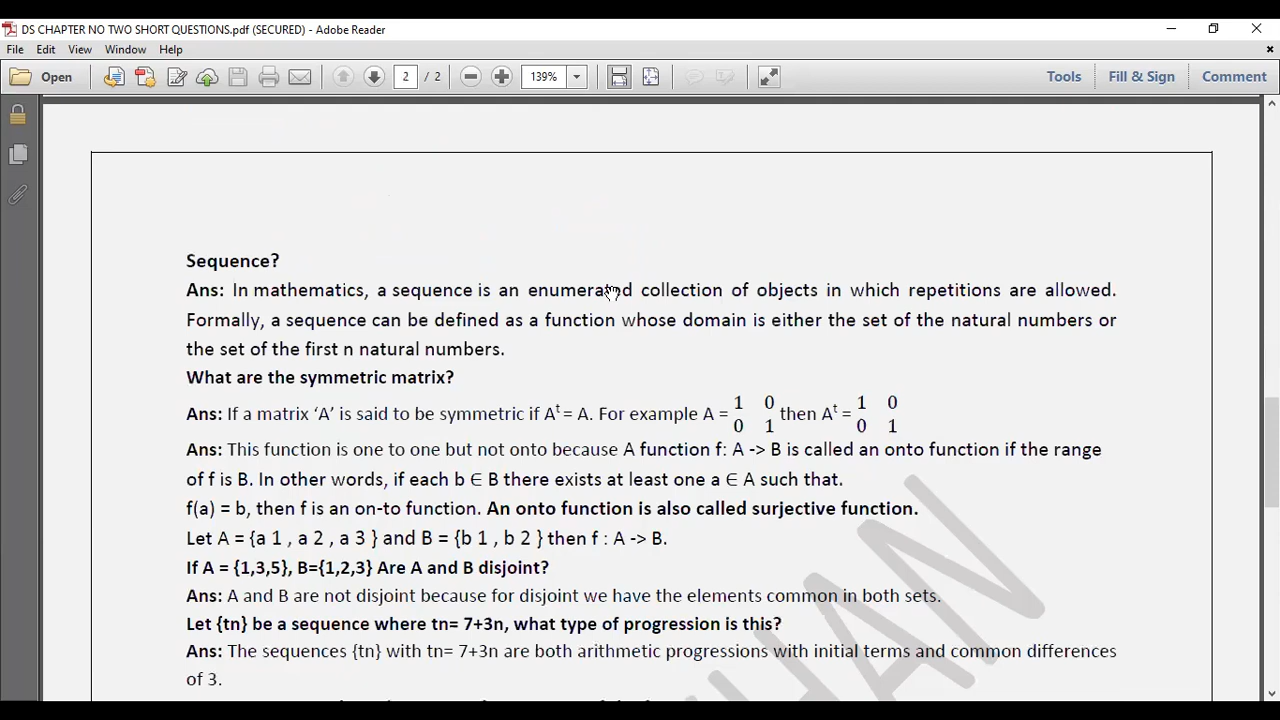 DS CHAPTER NO TWO SHORT QUESTIONS.pdf (SECURED) - Adobe Reader
File Edit View Window Help
Open 2 / 2 139% Tools Fill & Sign Comment
Sequence?
Ans: In mathematics, a sequence is an enumerated collection of objects in which repetitions are allowed.
Formally, a sequence can be defined as a function whose domain is either the set of the natural numbers or
the set of the first n natural numbers.
What are the symmetric matrix?
Ans: If a matrix ‘A’ is said to be symmetric if Aᵗ = A. For example A = 1 0 then Aᵗ = 1 0
0 1 0 1
Ans: This function is one to one but not onto because A function f: A -> B is called an onto function if the range
of f is B. In other words, if each b ∈ B there exists at least one a ∈ A such that.
f(a) = b, then f is an on-to function. An onto function is also called surjective function.
Let A = {a 1 , a 2 , a 3 } and B = {b 1 , b 2 } then f : A -> B.
If A = {1,3,5}, B={1,2,3} Are A and B disjoint?
Ans: A and B are not disjoint because for disjoint we have the elements common in both sets.
Let {tn} be a sequence where tn= 7+3n, what type of progression is this?
Ans: The sequences {tn} with tn= 7+3n are both arithmetic progressions with initial terms and common differences
of 3.
HAN